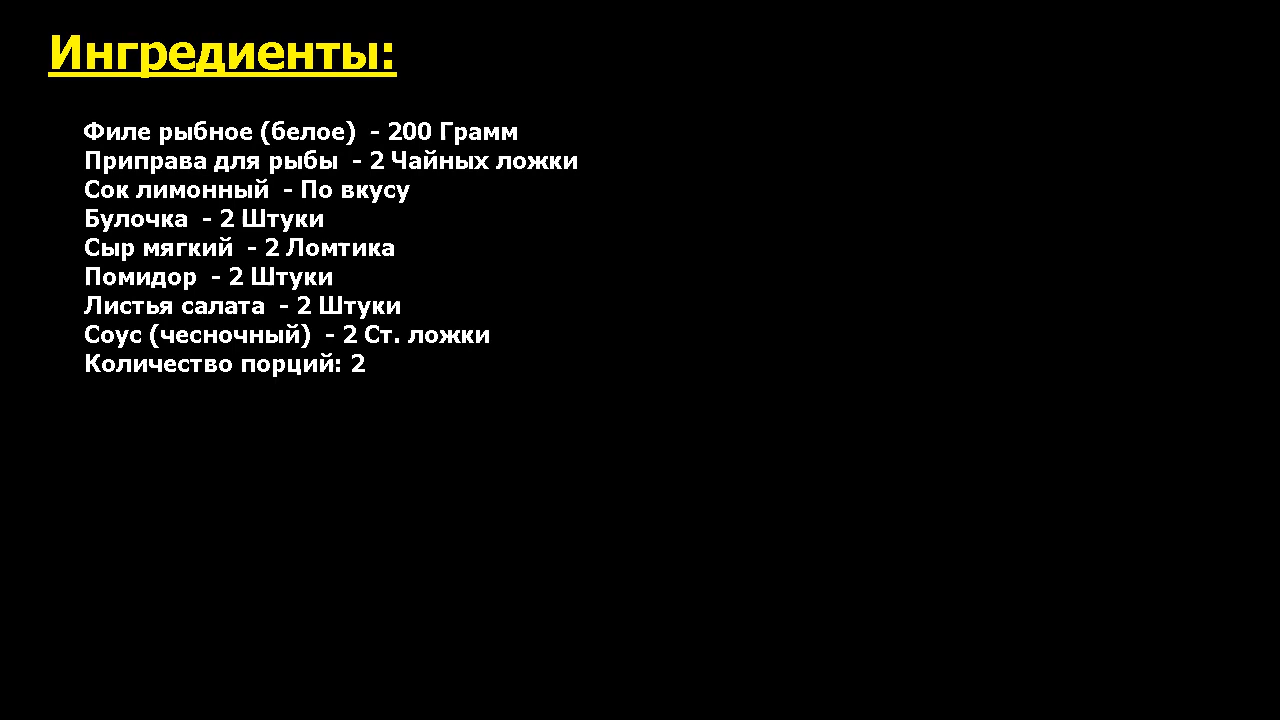 Ингредиенты:
Филе рыбное (белое)  - 200 Грамм
Приправа для рыбы  - 2 Чайных ложки
Сок лимонный  - По вкусу
Булочка  - 2 Штуки
Сыр мягкий  - 2 Ломтика
Помидор  - 2 Штуки
Листья салата  - 2 Штуки
Соус (чесночный)  - 2 Ст. ложки
Количество порций: 2